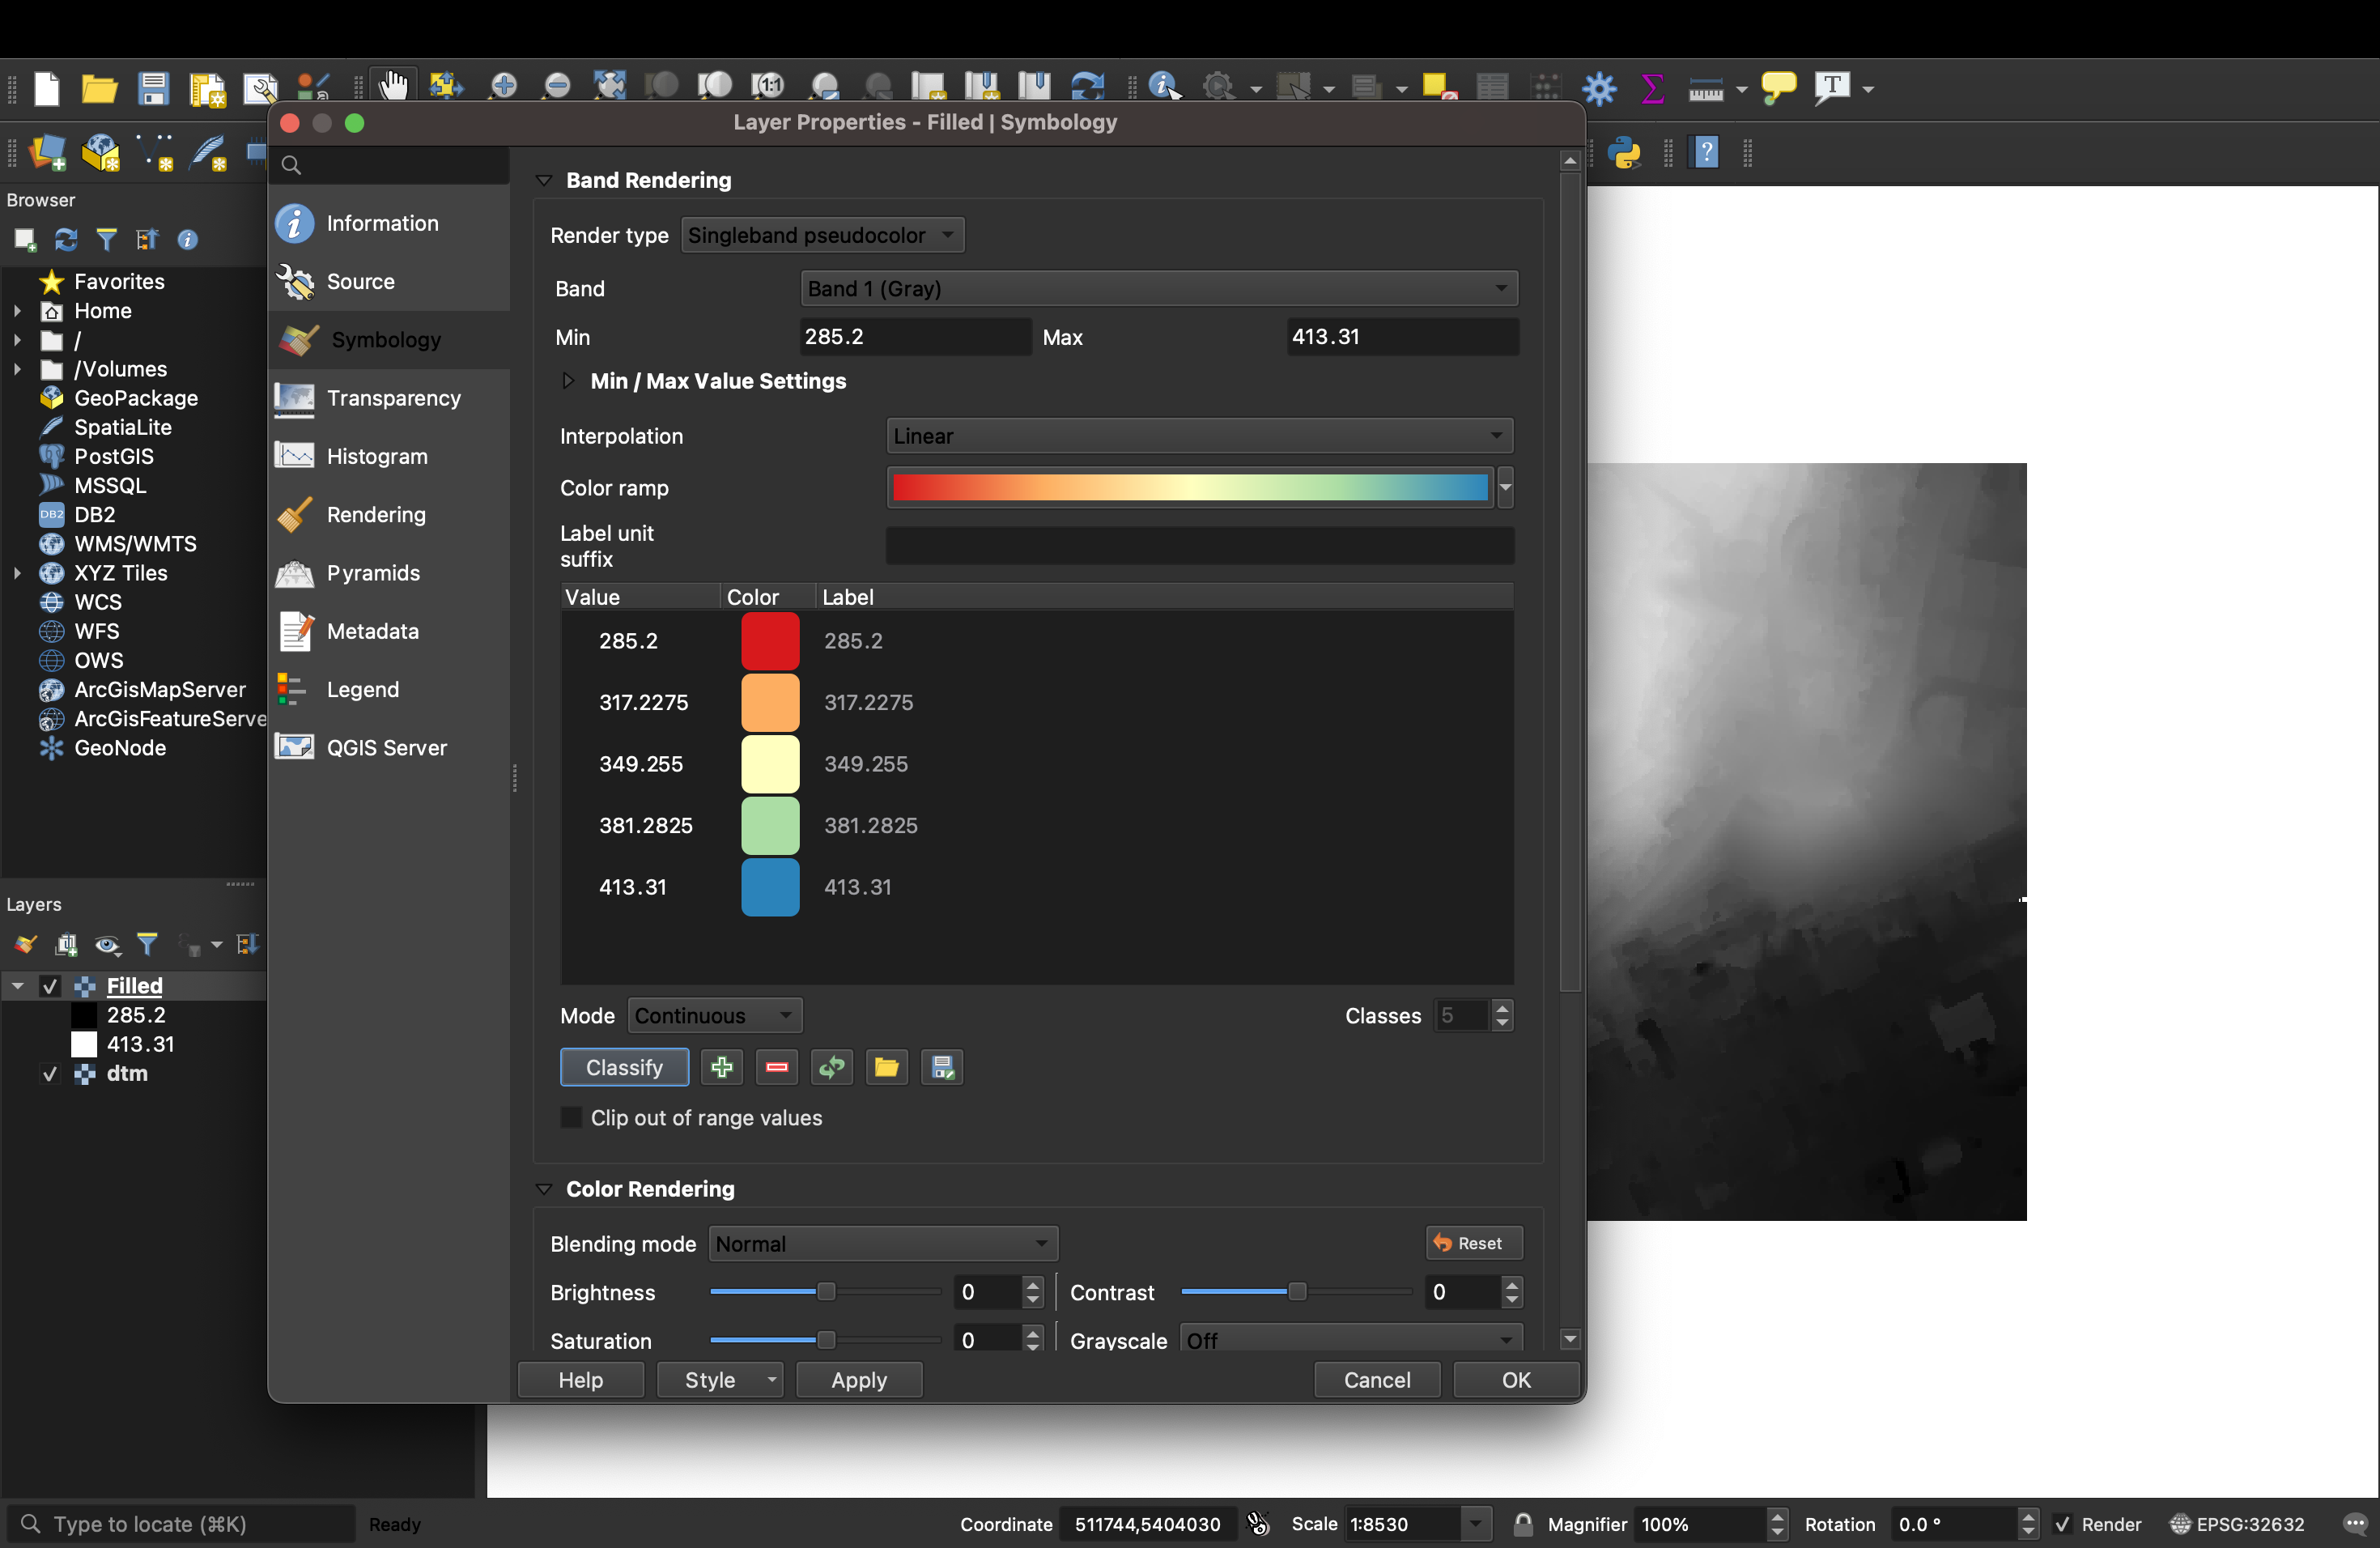 1:1
T
Layer Properties - Filled | Symbology
?
Browser
Favorites
Home
/
/Volumes
GeoPackage
SpatiaLite
PostGIS
MSSQL
DB2
DB2
WMS/WMTS
XYZ Tiles
WCS
WFS
OWS
ArcGisMapServer
ArcGisFeatureServe
GeoNode
Layers
Filled
285.2
413.31
dtm
Information
Source
Symbology
Transparency
Histogram
Rendering
Pyramids
Metadata
Legend
QGIS Server
Band Rendering
Render type Singleband pseudocolor
Band Band 1 (Gray)
Min 285.2 Max 413.31
Min / Max Value Settings
Interpolation Linear
Color ramp
Label unit
suffix
Value Color Label
285.2 285.2
317.2275 317.2275
349.255 349.255
381.2825 381.2825
413.31 413.31
Mode Continuous Classes 5
Classify
Clip out of range values
Color Rendering
Blending mode Normal Reset
Brightness 0 Contrast 0
Saturation 0 Grayscale Off
Help Style Apply Cancel OK
Type to locate (⌘K) Ready Coordinate 511744,5404030 Scale 1:8530 Magnifier 100% Rotation 0.0 ° Render EPSG:32632